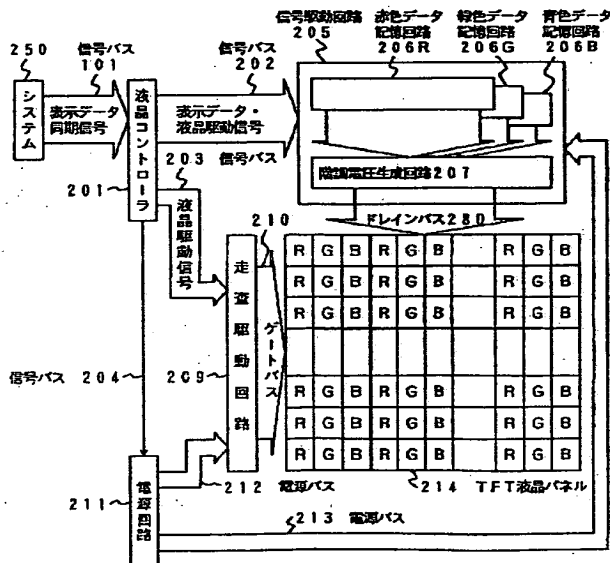 信号駆動回路
205
赤色データ
記憶回路
206R
緑色データ
記憶回路
206G
青色データ
記憶回路
206B
250
信号バス
101
信号バス
202
システム
表示データ
同期信号
液晶コントローラ
表示データ・
液晶駆動信号
階調電圧生成回路207
203 信号バス
201
液晶駆動信号
210
ドレインバス280
走査駆動回路
ゲートバス
R G B R G B R G B
R G B R G B R G B
R G B R G B R G B
R G B R G B R G B
R G B R G B R G B
R G B R G B R G B
信号バス 204
209
211
電源回路
212 電源バス
214 TFT液晶パネル
213 電源バス